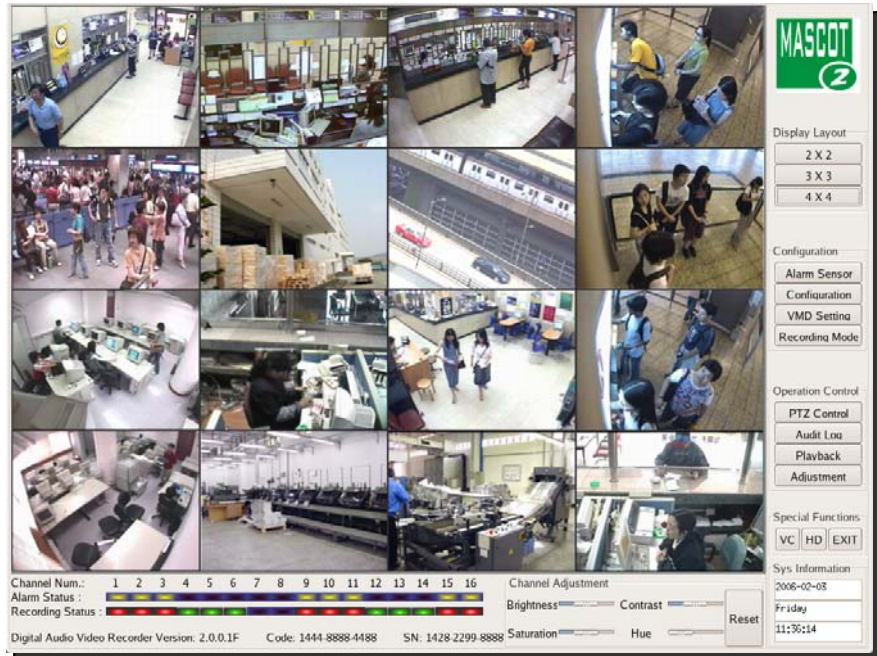 MASCOT
2
Display Layout
2 X 2
3 X 3
4 X 4
Configuration
Alarm Sensor
Configuration
VMD Setting
Recording Mode
Operation Control
PTZ Control
Audit Log
Playback
Adjustment
Special Functions
VC HD EXIT
Sys Information
2006-02-03
Friday
11:36:14
Channel Num.: 1 2 3 4 5 6 7 8 9 10 11 12 13 14 15 16
Alarm Status :
Recording Status :
Channel Adjustment
Brightness Contrast
Saturation Hue
Reset
Digital Audio Video Recorder Version: 2.0.0.1F Code: 1444-8888-4488 SN: 1428-2299-8888